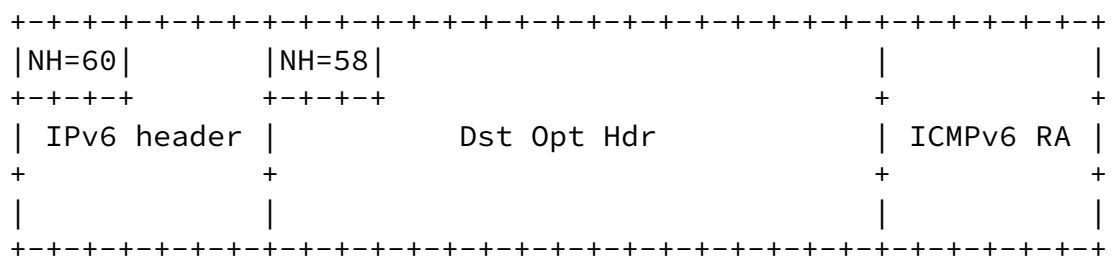 +-+-+-+-+-+-+-+-+-+-+-+-+-+-+-+-+-+-+-+-+-+-+-+-+-+-+-+-+-+-+
|NH=60|       |NH=58|                           |           |
+-+-+-+       +-+-+-+                           +           +
| IPv6 header |          Dst Opt Hdr            | ICMPv6 RA |
+             +                                 +           +
|             |                                 |           |
+-+-+-+-+-+-+-+-+-+-+-+-+-+-+-+-+-+-+-+-+-+-+-+-+-+-+-+-+-+-+